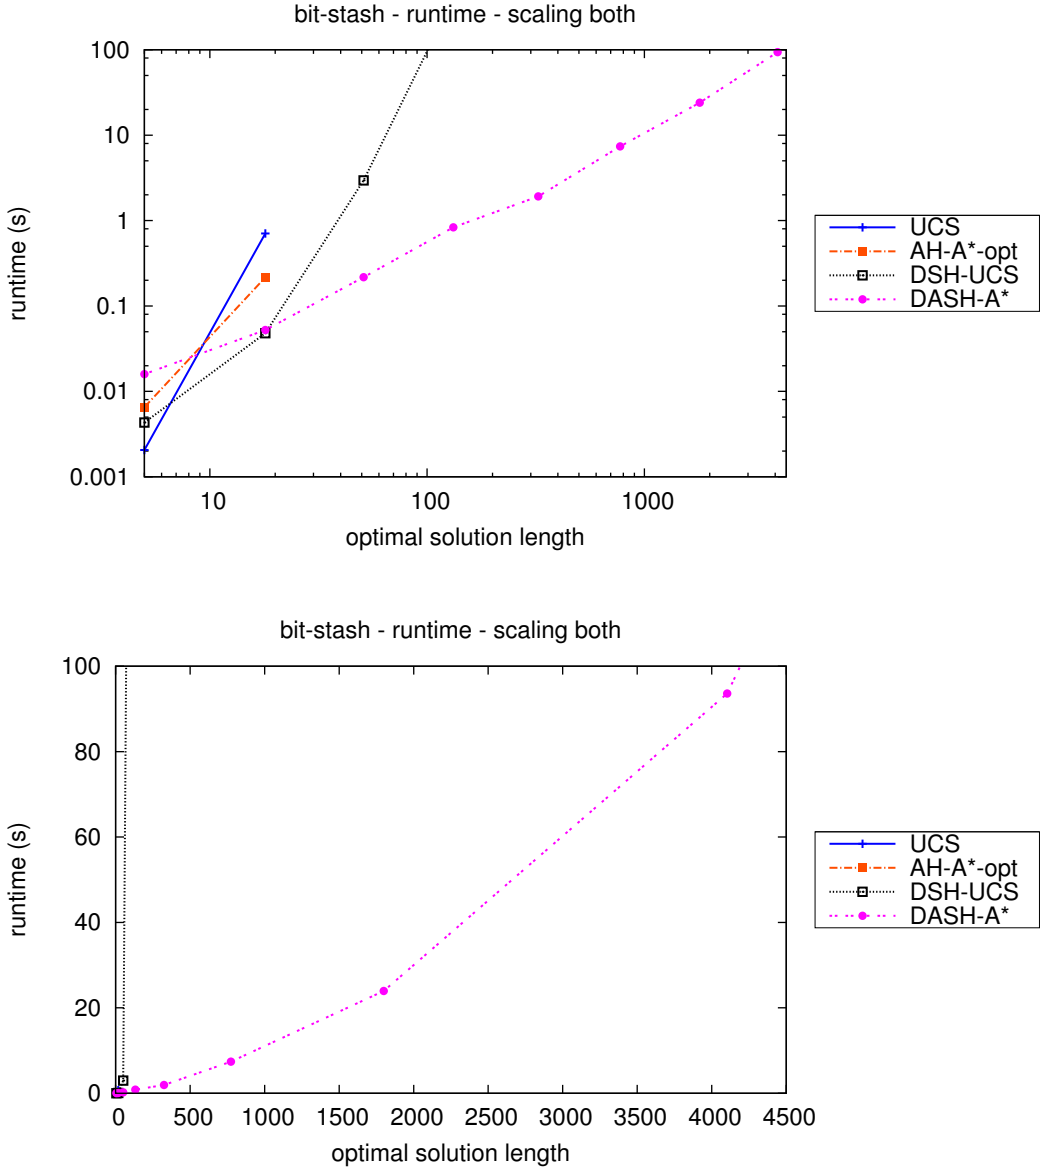 bit-stash - runtime - scaling both
100
10
1
0.1
0.01
0.001
runtime (s)
10 100 1000
optimal solution length
UCS
AH-A*-opt
DSH-UCS
DASH-A*
bit-stash - runtime - scaling both
100
80
60
40
20
0
runtime (s)
0 500 1000 1500 2000 2500 3000 3500 4000 4500
optimal solution length
UCS
AH-A*-opt
DSH-UCS
DASH-A*